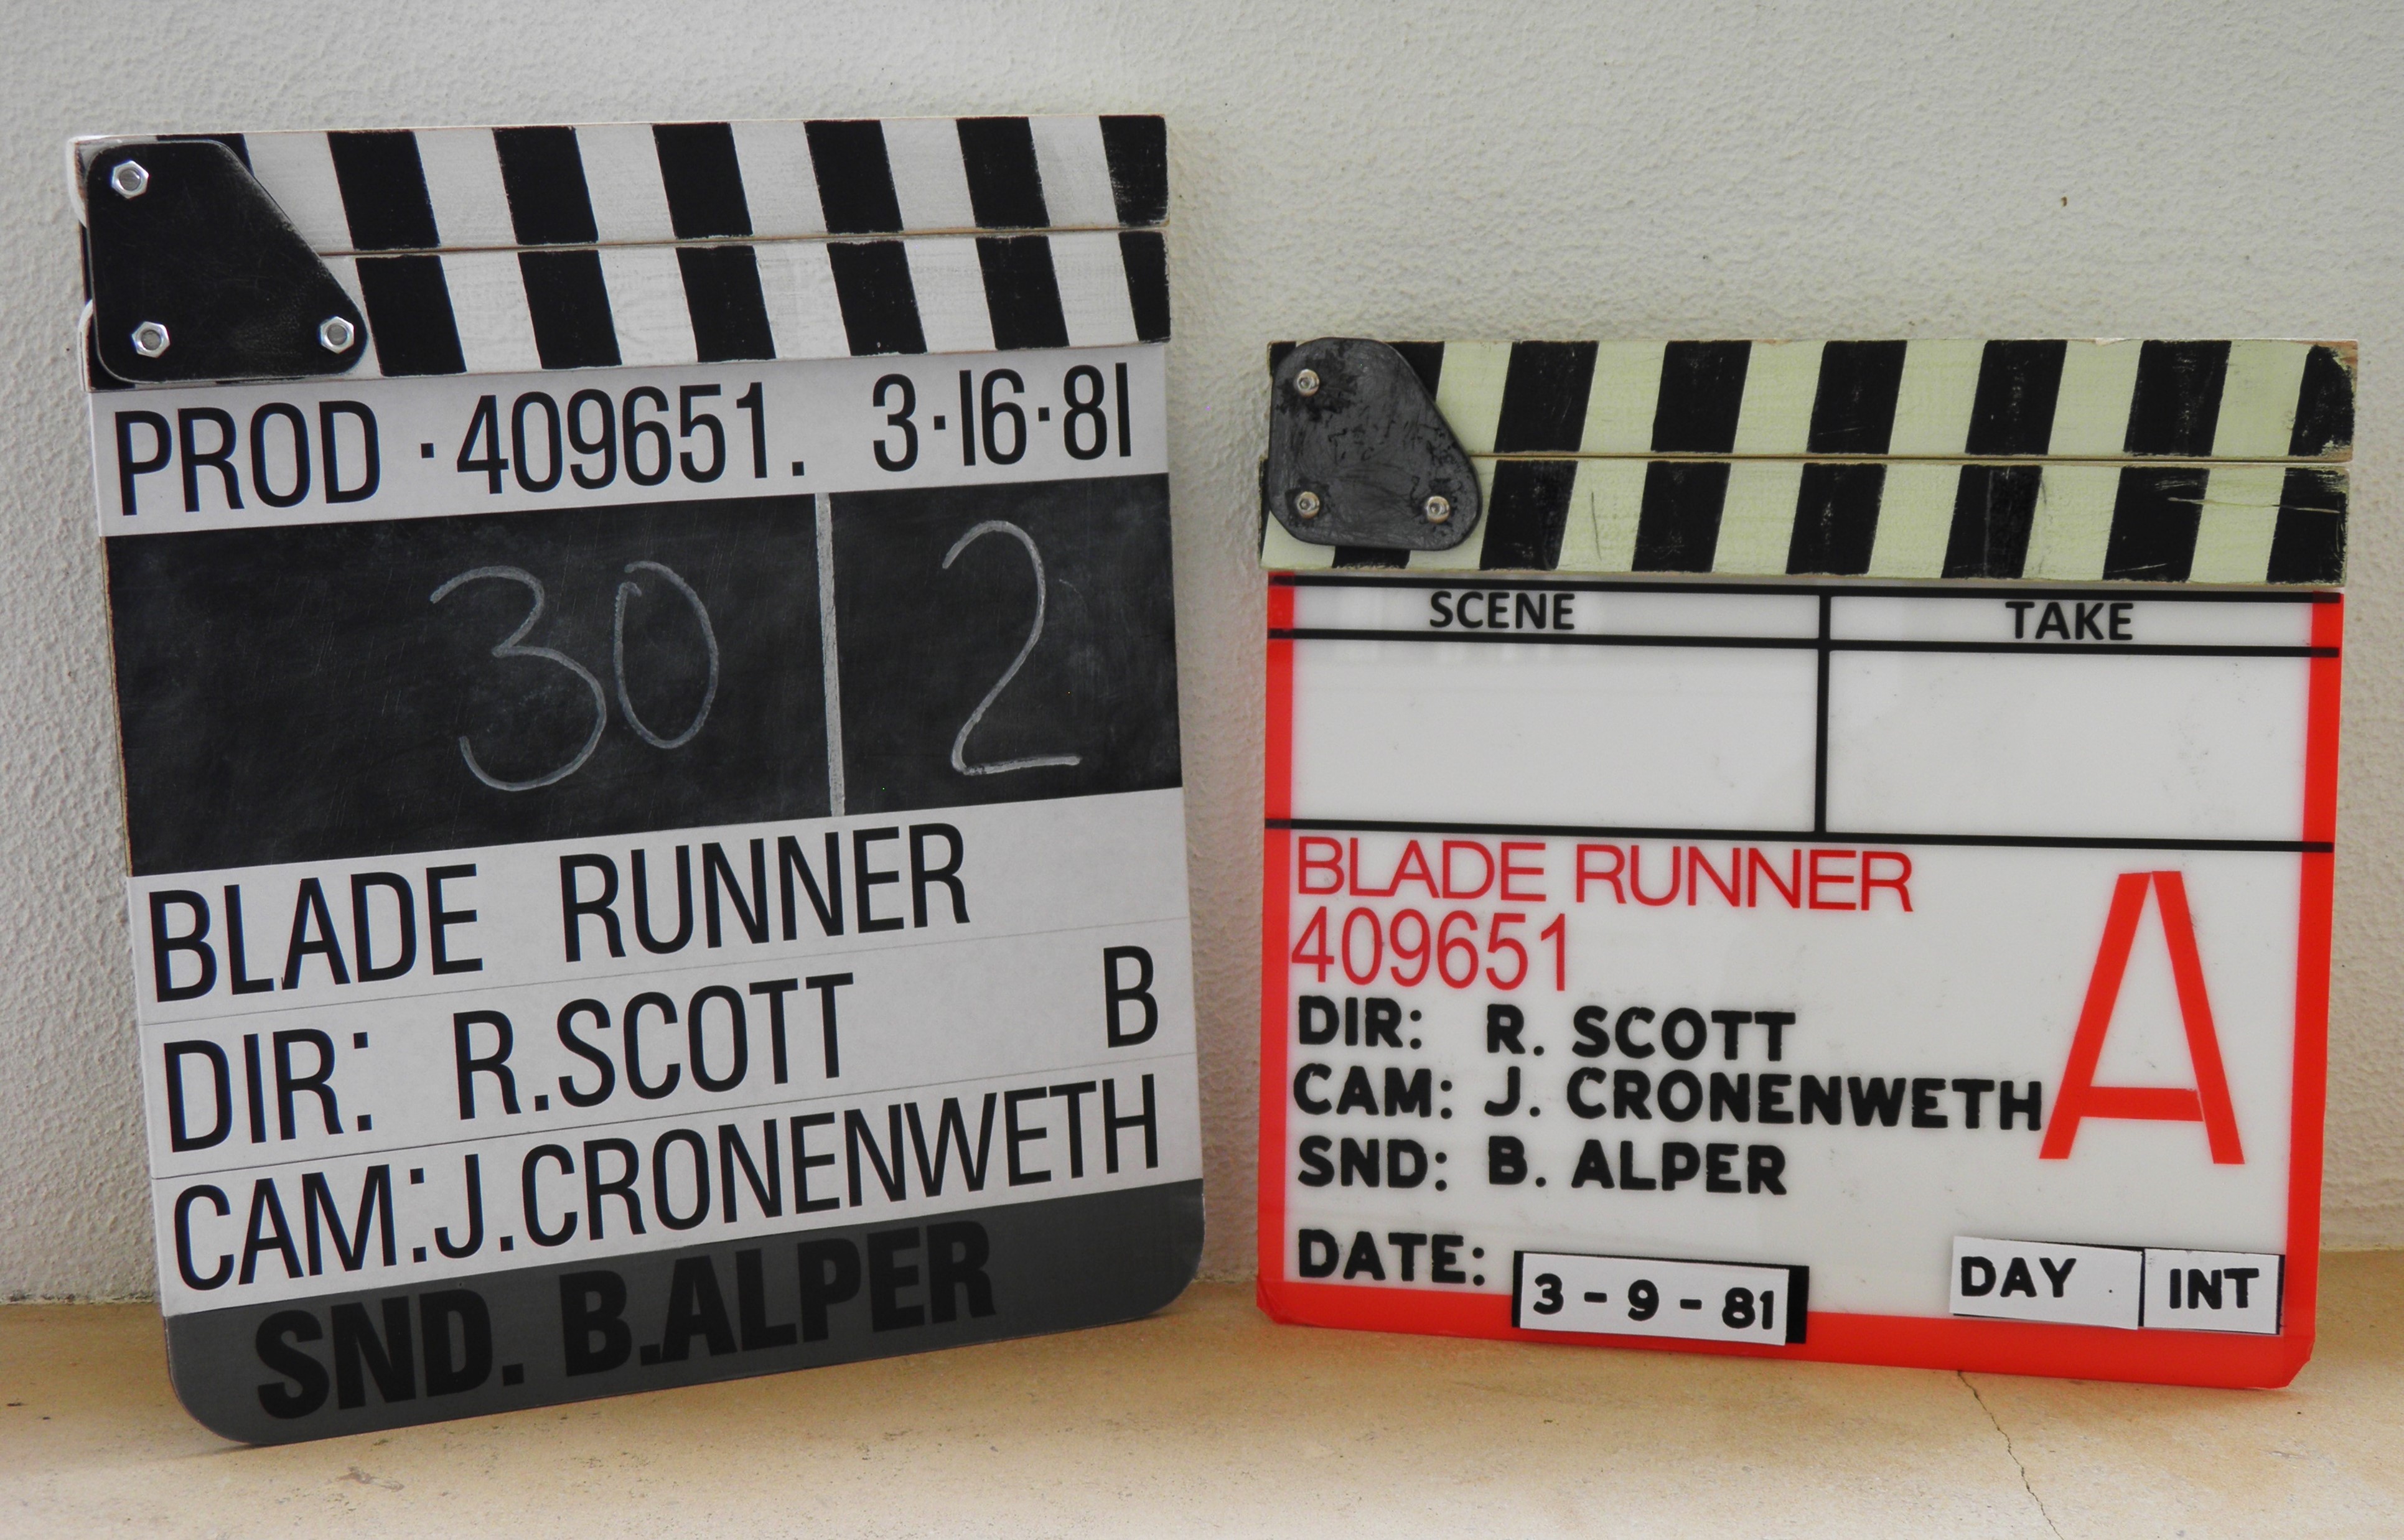 PROD · 409651. 3·16·81
30 2
BLADE RUNNER
DIR: R.SCOTT B
CAM:J.CRONENWETH
SND. B.ALPER
SCENE TAKE
BLADE RUNNER
409651
A
DIR: R. SCOTT
CAM: J. CRONENWETH
SND: B. ALPER
DATE: 3 - 9 - 81 DAY INT